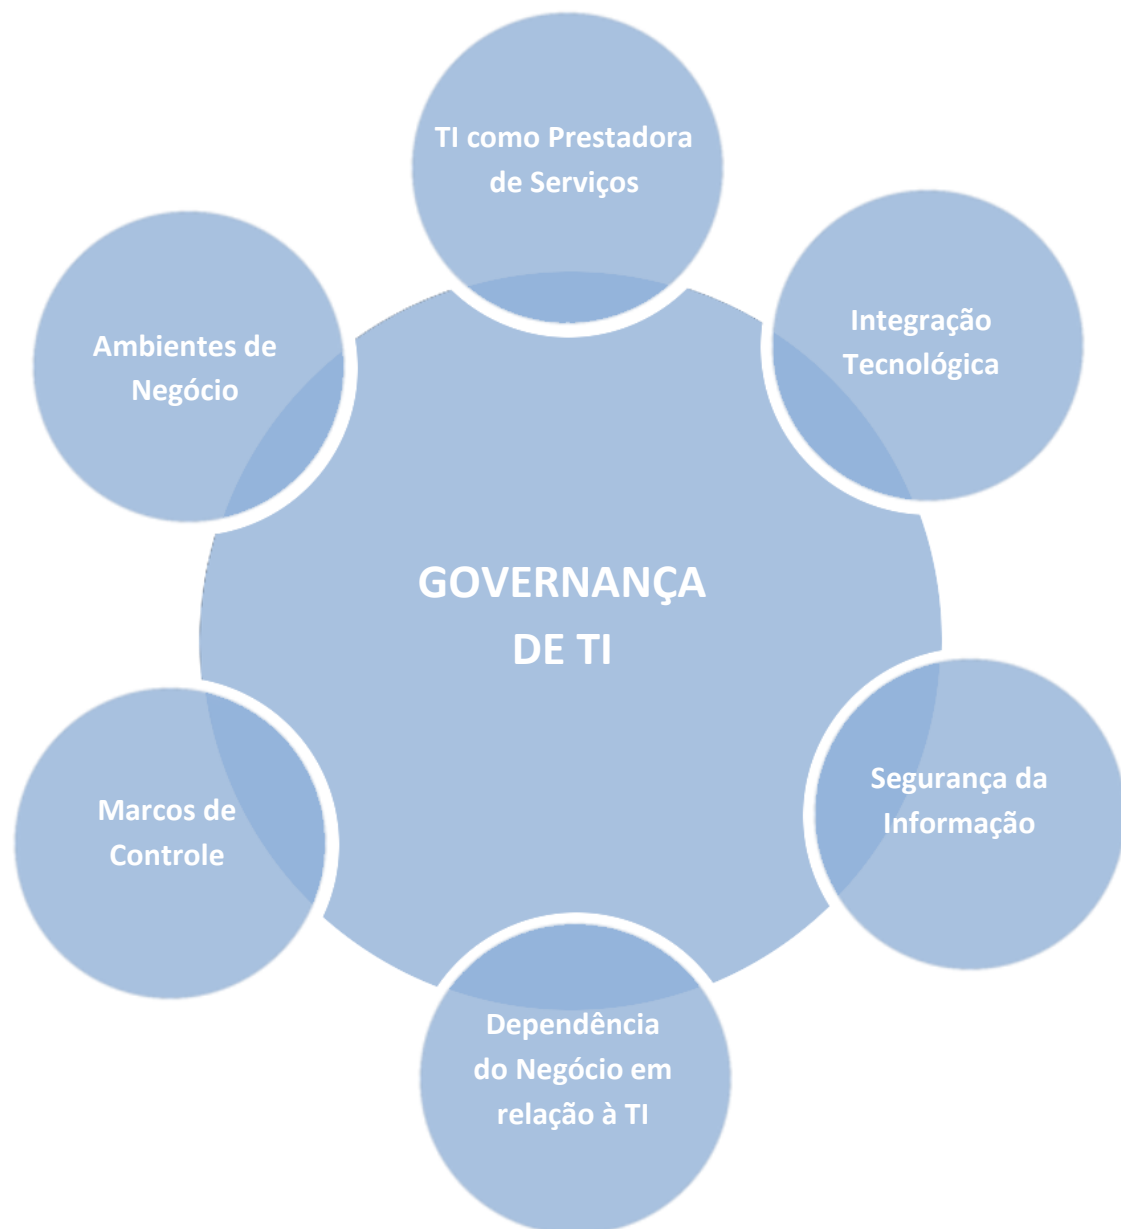 TI como Prestadora
de Serviços
Integração
Tecnológica
Ambientes de
Negócio
GOVERNANÇA
DE TI
Segurança da
Informação
Marcos de
Controle
Dependência
do Negócio em
relação à TI